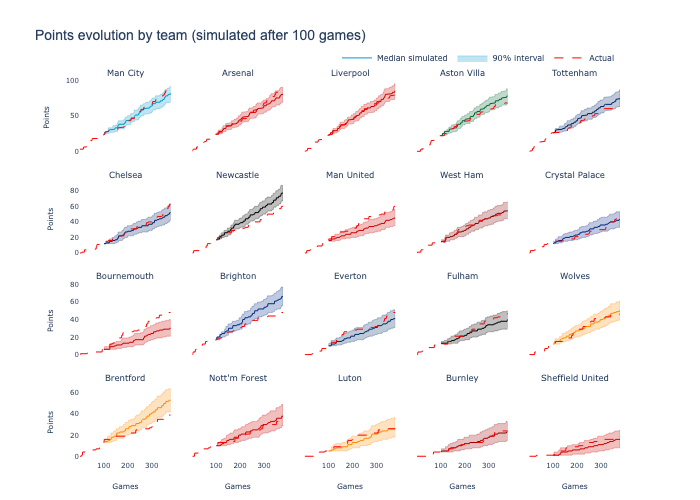 Points evolution by team (simulated after 100 games)
Median simulated 90% interval Actual
Man City Arsenal Liverpool Aston Villa Tottenham
100
50
0
Points
Chelsea Newcastle Man United West Ham Crystal Palace
80
60
40
20
0
Points
Bournemouth Brighton Everton Fulham Wolves
80
60
40
20
0
Points
Brentford Nott'm Forest Luton Burnley Sheffield United
60
40
20
0
Points
100 200 300 100 200 300 100 200 300 100 200 300 100 200 300
Games Games Games Games Games